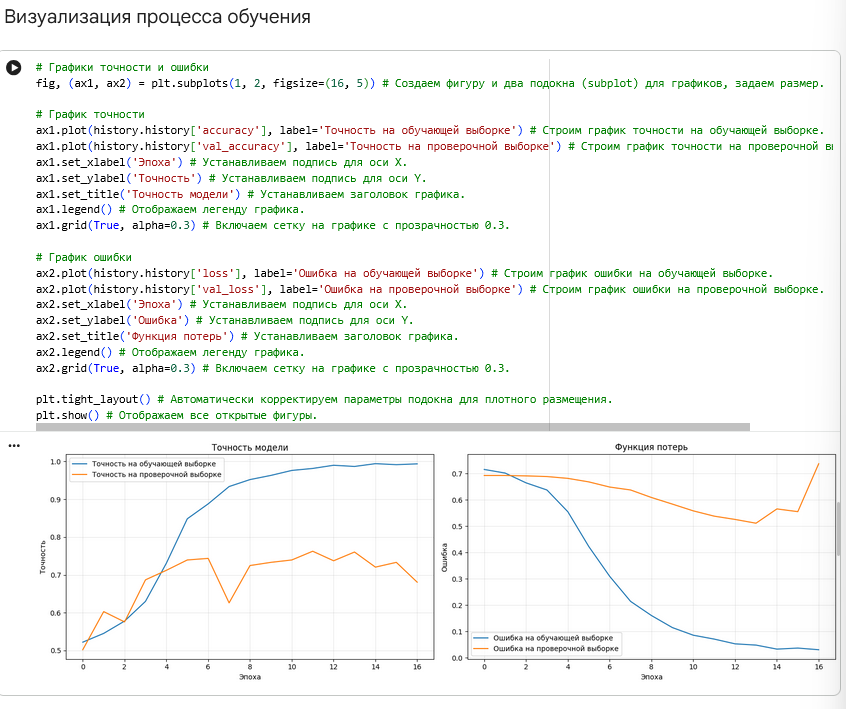 Визуализация процесса обучения
# Графики точности и ошибки
fig, (ax1, ax2) = plt.subplots(1, 2, figsize=(16, 5)) # Создаем фигуру и два подокна (subplot) для графиков, задаем размер.
# График точности
ax1.plot(history.history['accuracy'], label='Точность на обучающей выборке') # Строим график точности на обучающей выборке.
ax1.plot(history.history['val_accuracy'], label='Точность на проверочной выборке') # Строим график точности на проверочной
ax1.set_xlabel('Эпоха') # Устанавливаем подпись для оси X.
ax1.set_ylabel('Точность') # Устанавливаем подпись для оси Y.
ax1.set_title('Точность модели') # Устанавливаем заголовок графика.
ax1.legend() # Отображаем легенду графика.
ax1.grid(True, alpha=0.3) # Включаем сетку на графике с прозрачностью 0.3.
# График ошибки
ax2.plot(history.history['loss'], label='Ошибка на обучающей выборке') # Строим график ошибки на обучающей выборке.
ax2.plot(history.history['val_loss'], label='Ошибка на проверочной выборке') # Строим график ошибки на проверочной выборке.
ax2.set_xlabel('Эпоха') # Устанавливаем подпись для оси X.
ax2.set_ylabel('Ошибка') # Устанавливаем подпись для оси Y.
ax2.set_title('Функция потерь') # Устанавливаем заголовок графика.
ax2.legend() # Отображаем легенду графика.
ax2.grid(True, alpha=0.3) # Включаем сетку на графике с прозрачностью 0.3.
plt.tight_layout() # Автоматически корректируем параметры подокна для плотного размещения.
plt.show() # Отображаем все открытые фигуры.
Точность модели
Точность на обучающей выборке
Точность на проверочной выборке
1.0
0.9
0.8
0.7
0.6
0.5
Точность
0 2 4 6 8 10 12 14 16
Эпоха
Функция потерь
0.7
0.6
0.5
0.4
0.3
0.2
0.1
0.0
Ошибка
Ошибка на обучающей выборке
Ошибка на проверочной выборке
0 2 4 6 8 10 12 14 16
Эпоха